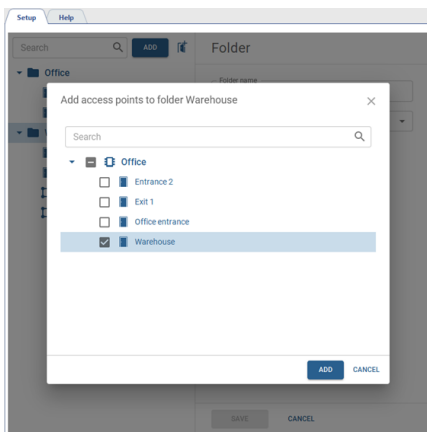 Setup
Help
Search
ADD
Folder
Office
Folder name
Add access points to folder Warehouse
Search
Office
Entrance 2
Exit 1
Office entrance
Warehouse
ADD
CANCEL
SAVE
CANCEL